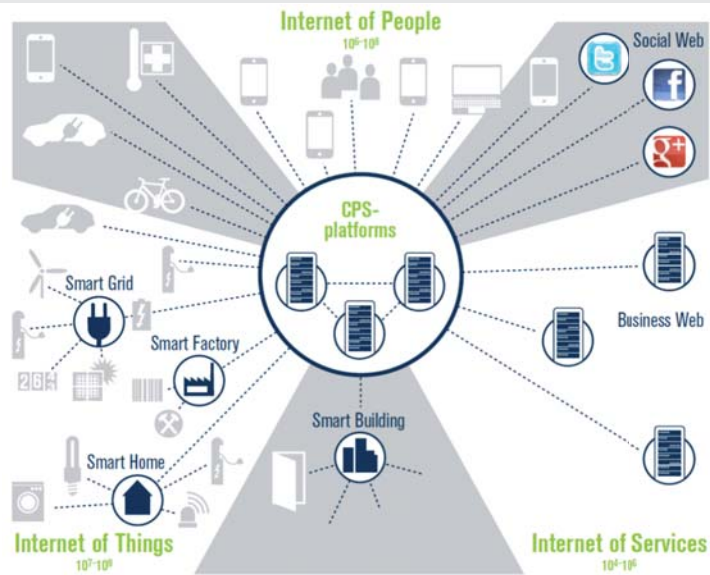 Internet of People
10⁶-10⁸
Social Web
g+
CPS-
platforms
Smart Grid
Business Web
Smart Factory
Smart Building
Smart Home
Internet of Things
10⁷-10⁹
Internet of Services
10⁴-10⁶